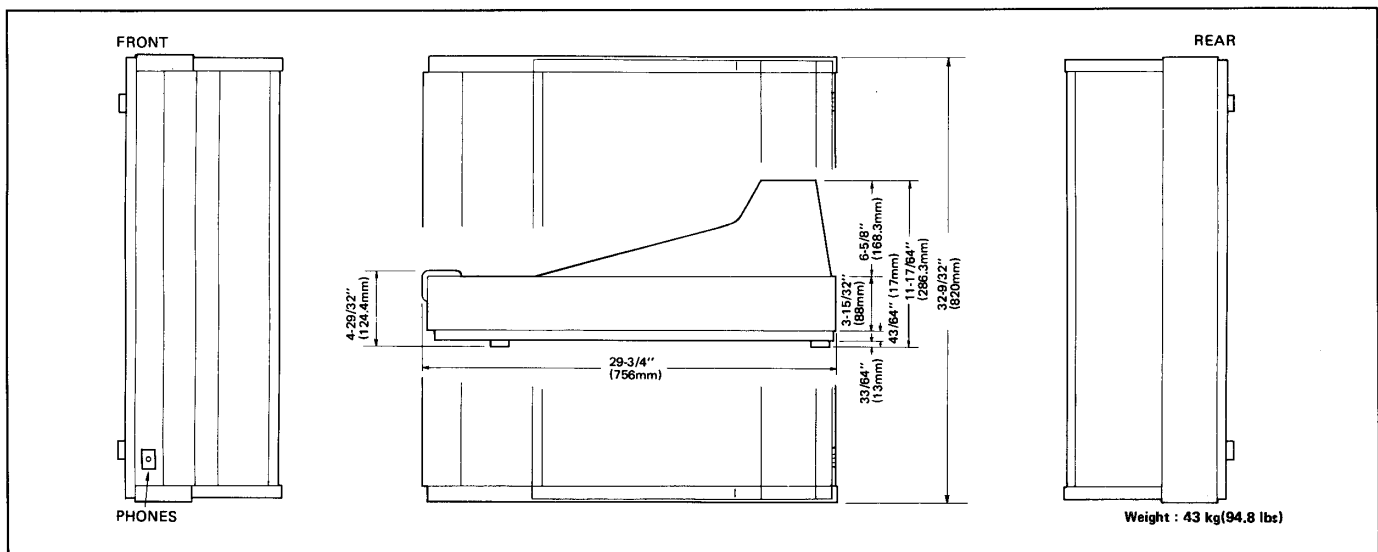 FRONT
REAR
6-5/8''
(168.3mm)
11-17/64''
(286.3mm)
32-9/32''
(820mm)
4-29/32''
(124.4mm)
3-15/32''
(88mm)
43/64'' (17mm)
29-3/4''
(756mm)
33/64''
(13mm)
PHONES
Weight : 43 kg(94.8 lbs)